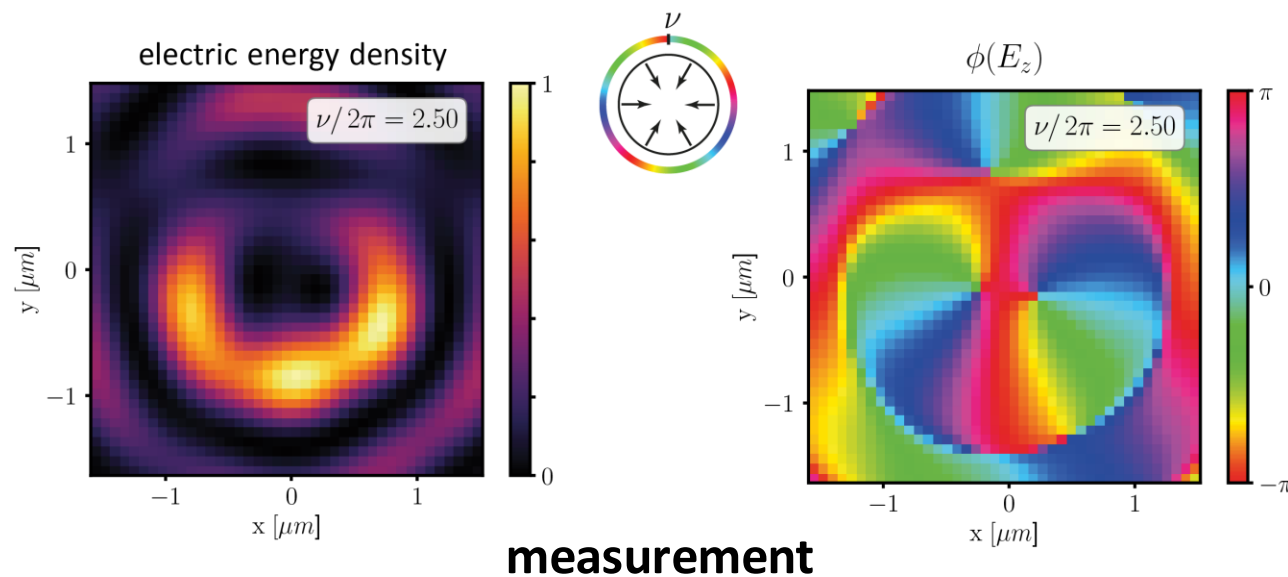 electric energy density
ν/2π = 2.50
1
0
−1
y [μm]
−1
0
1
x [μm]
1
0
ν
ϕ(E_z)
ν/2π = 2.50
1
0
−1
y [μm]
−1
0
1
x [μm]
π
0
−π
measurement